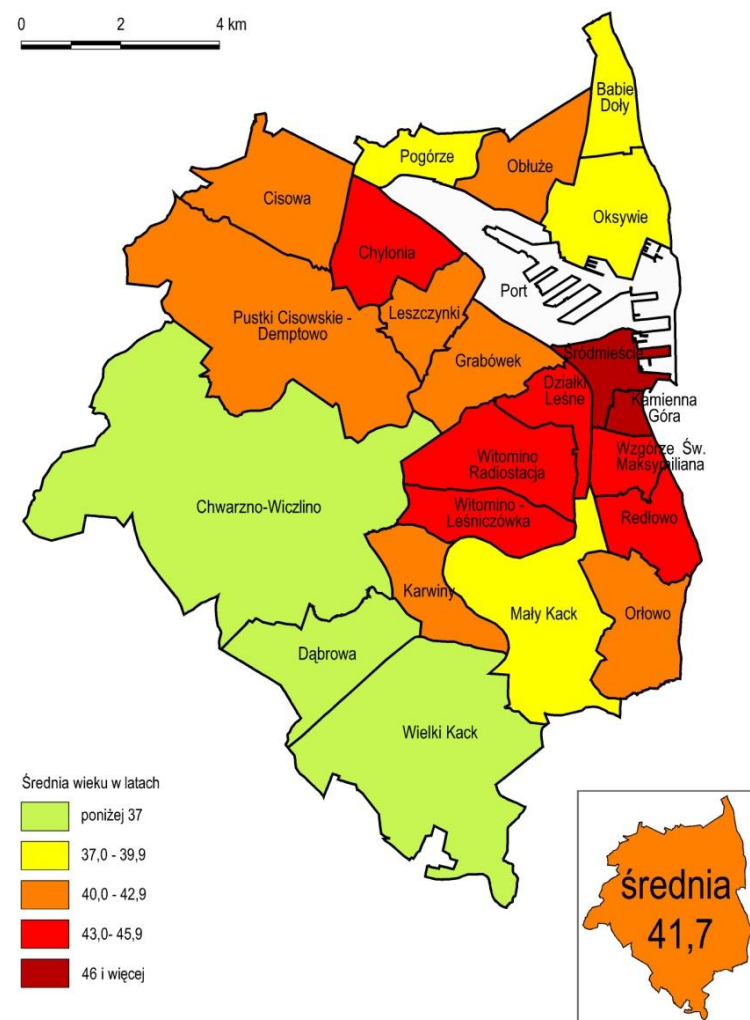 0 2 4 km
Babie
Doły
Pogórze
Obłuże
Cisowa
Oksywie
Chylonia
Port
Leszczynki
Pustki Cisowskie -
Demptowo
Grabówek
Śródmieście
Działki
Leśne
Kamienna
Góra
Witomino
Radiostacja
Wzgórze Św.
Maksymiliana
Chwarzno-Wiczlino
Witomino -
Leśniczówka
Redłowo
Karwiny
Mały Kack
Orłowo
Dąbrowa
Wielki Kack
Średnia wieku w latach
poniżej 37
37,0 - 39,9
40,0 - 42,9
43,0- 45,9
46 i więcej
średnia
41,7